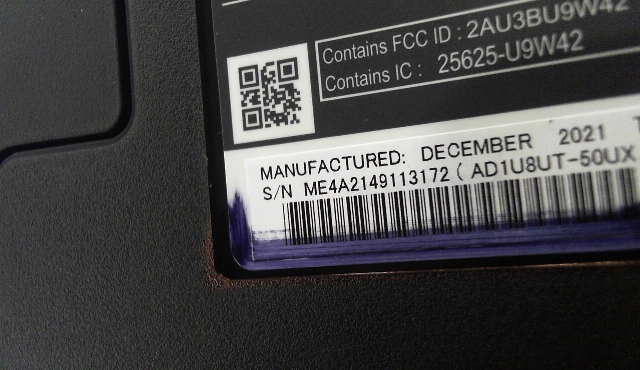 Contains FCC ID : 2AU3BU9W42
Contains IC : 25625-U9W42
MANUFACTURED: DECEMBER 2021
S/N ME4A2149113172 ( AD1U8UT-50UX